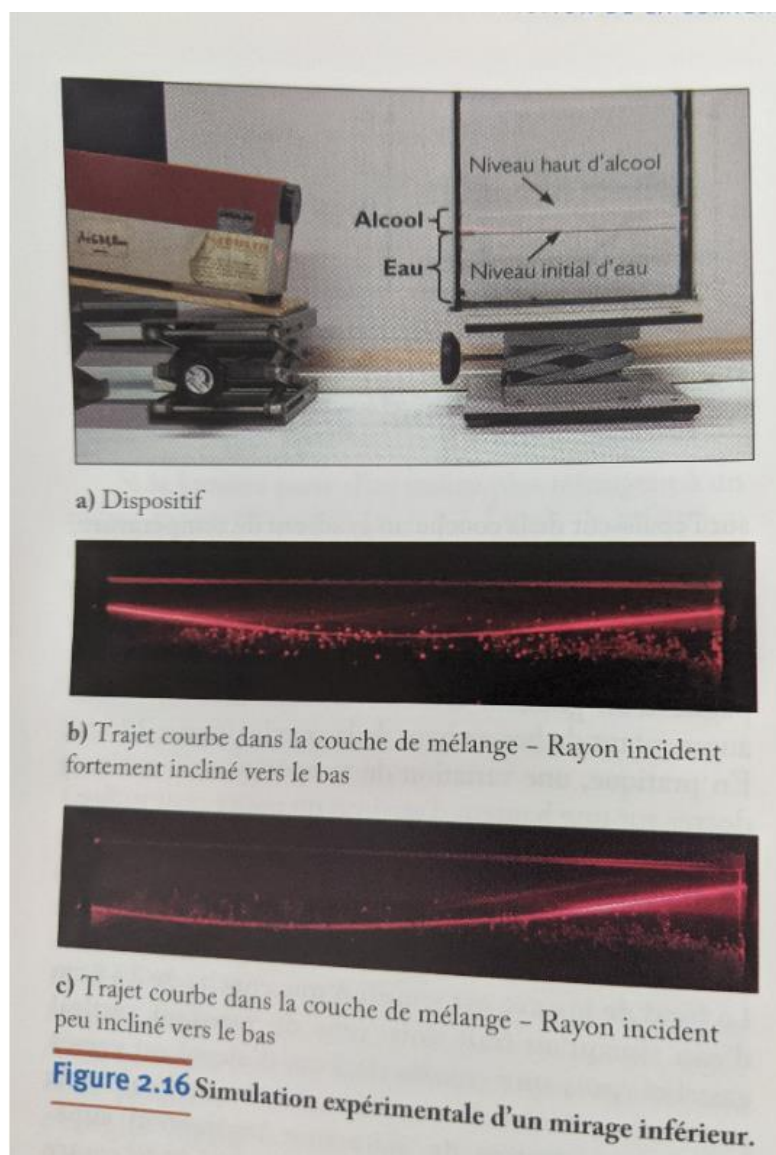 Niveau haut d'alcool
Alcool
Eau
Niveau initial d'eau
a) Dispositif
b) Trajet courbe dans la couche de mélange – Rayon incident
fortement incliné vers le bas
c) Trajet courbe dans la couche de mélange – Rayon incident
peu incliné vers le bas
Figure 2.16 Simulation expérimentale d'un mirage inférieur.